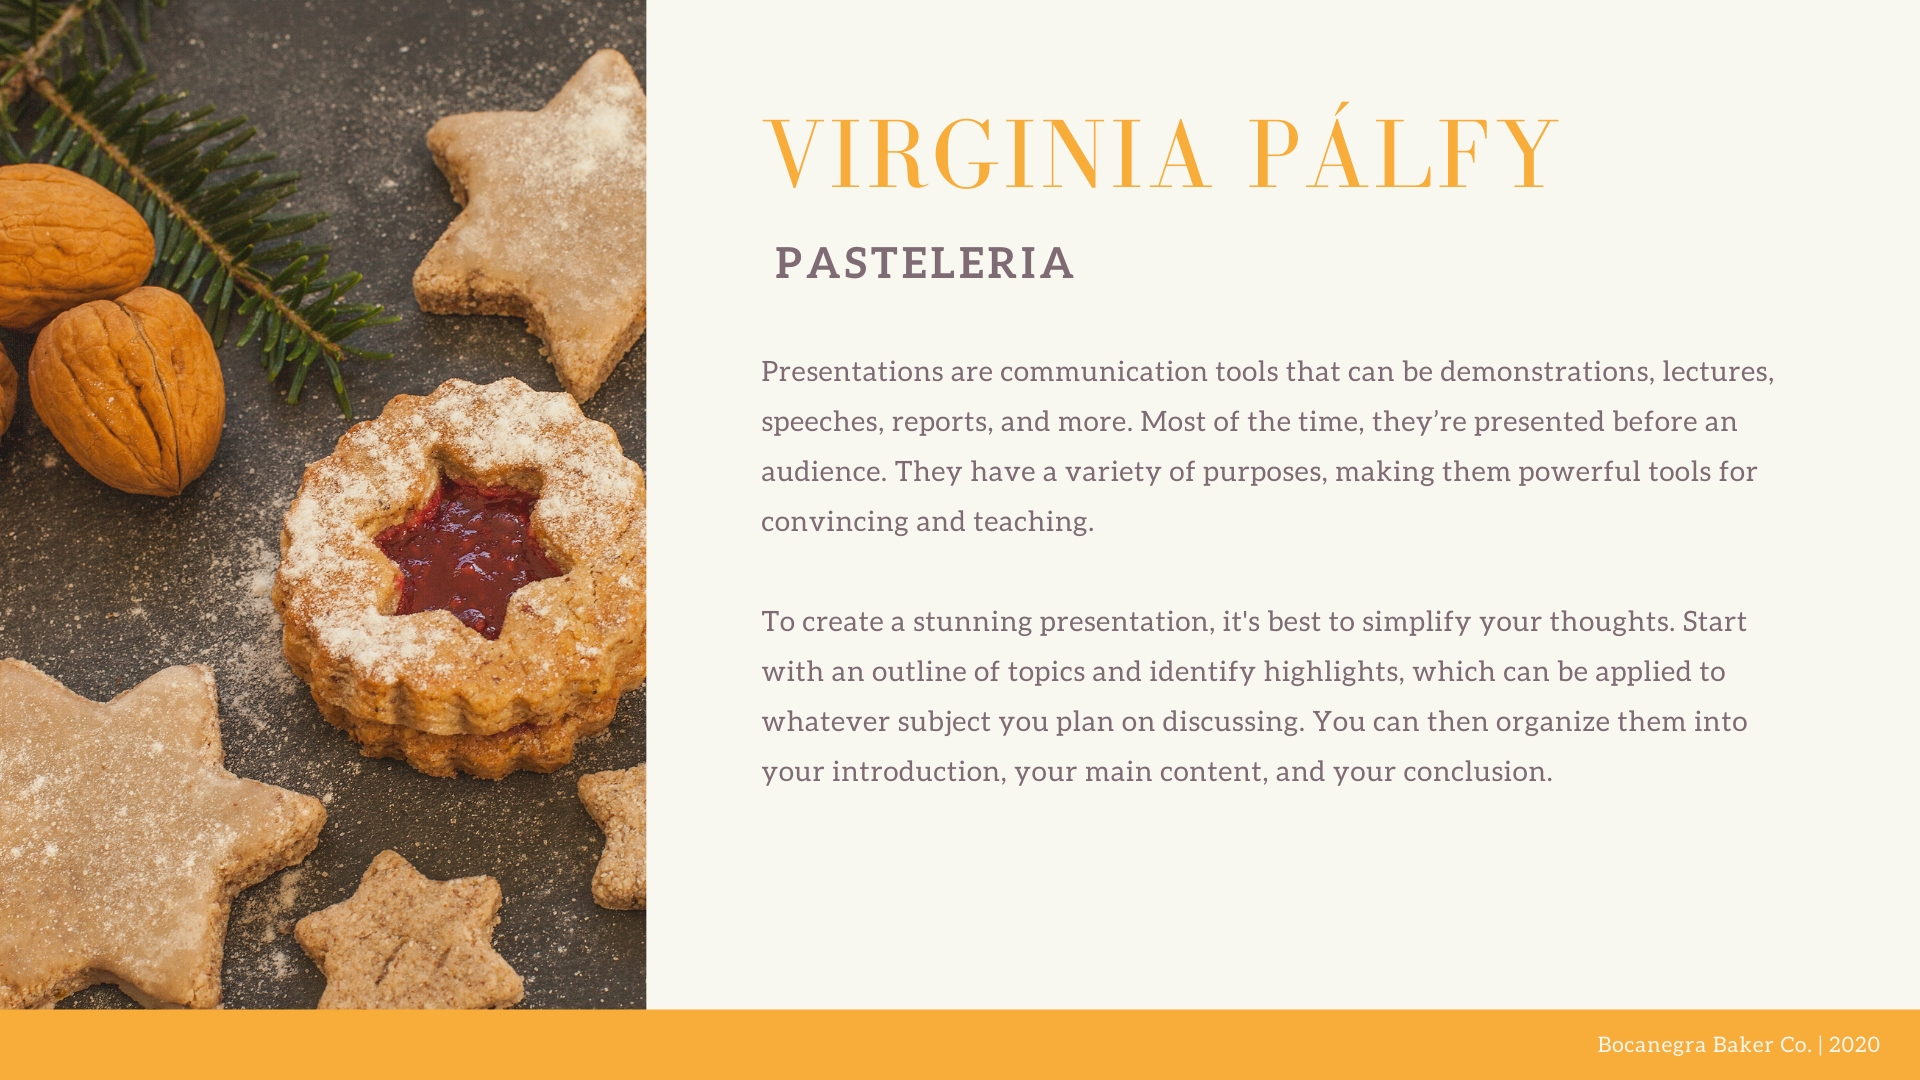 VIRGINIA PÁLFY
PASTELERIA
Presentations are communication tools that can be demonstrations, lectures,
speeches, reports, and more. Most of the time, they’re presented before an
audience. They have a variety of purposes, making them powerful tools for
convincing and teaching.
To create a stunning presentation, it's best to simplify your thoughts. Start
with an outline of topics and identify highlights, which can be applied to
whatever subject you plan on discussing. You can then organize them into
your introduction, your main content, and your conclusion.
Bocanegra Baker Co. | 2020